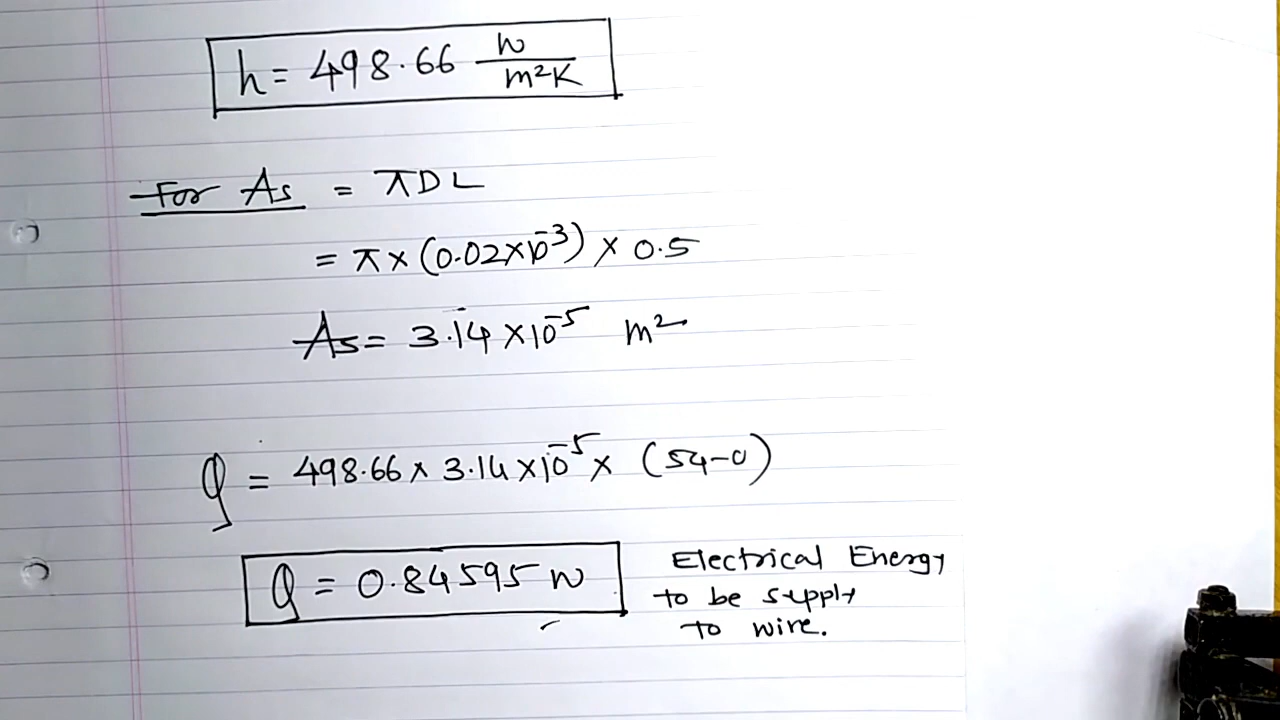 h = 498.66 W/m²K
For As = πDL
= π × (0.02×10⁻³) × 0.5
As = 3.14 ×10⁻⁵ m²
Q = 498.66 × 3.14 ×10⁻⁵ × (54-0)
Q = 0.84595 W
Electrical Energy
to be supply
to wire.